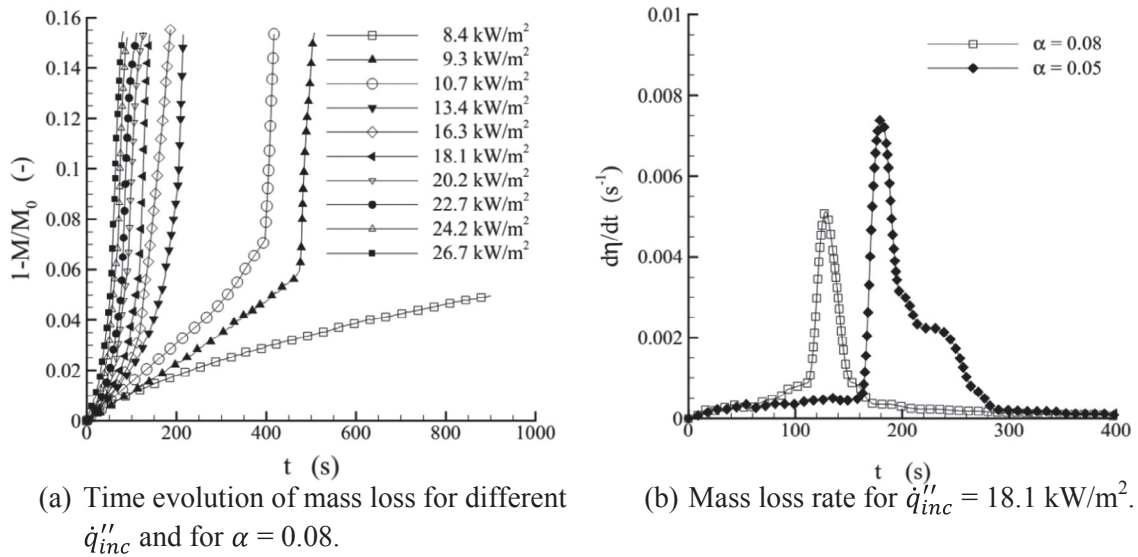 0.16
0.14
0.12
0.1
0.08
0.06
0.04
0.02
0
1-M/M₀ (-)
8.4 kW/m²
9.3 kW/m²
10.7 kW/m²
13.4 kW/m²
16.3 kW/m²
18.1 kW/m²
20.2 kW/m²
22.7 kW/m²
24.2 kW/m²
26.7 kW/m²
0 200 400 600 800 1000
t (s)
(a) Time evolution of mass loss for different
q̇″inc and for α = 0.08.
0.01
0.008
0.006
0.004
0.002
0
dη/dt (s⁻¹)
α = 0.08
α = 0.05
0 100 200 300 400
t (s)
(b) Mass loss rate for q̇″inc = 18.1 kW/m².